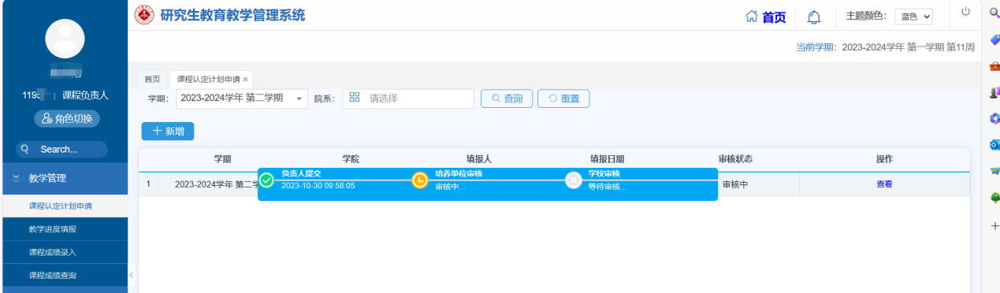 研究生教育教学管理系统
首页
主题颜色: 蓝色
当前学期: 2023-2024学年 第一学期 第11周
首页 课程认定计划申请 ×
119 | 课程负责人
学期: 2023-2024学年 第二学期 院系: 请选择 查询 重置
角色切换
新增
Search...
学期 学院 填报人 填报日期 审核状态 操作
教学管理
1 2023-2024学年 第二学 审核中 查看
负责人提交 培养单位审核 学校审核
2023-10-30 09:58:05 审核中... 等待审核...
课程认定计划申请
教学进度填报
课程成绩录入
课程成绩查询